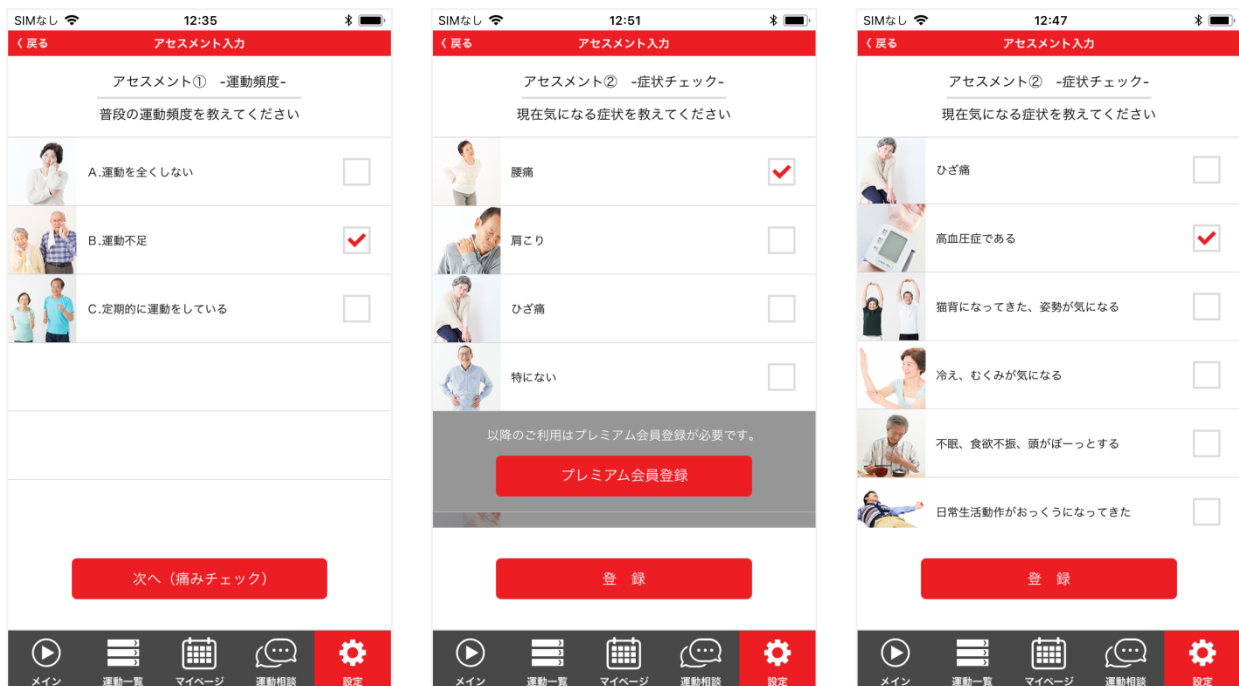 SIMなし 12:35
戻る アセスメント入力
アセスメント① -運動頻度-
普段の運動頻度を教えてください
A.運動を全くしない
B.運動不足
C.定期的に運動をしている
次へ（痛みチェック）
メイン 運動一覧 マイページ 運動相談 設定
SIMなし 12:51
戻る アセスメント入力
アセスメント② -症状チェック-
現在気になる症状を教えてください
腰痛
肩こり
ひざ痛
特にない
以降のご利用はプレミアム会員登録が必要です。
プレミアム会員登録
登 録
メイン 運動一覧 マイページ 運動相談 設定
SIMなし 12:47
戻る アセスメント入力
アセスメント② -症状チェック-
現在気になる症状を教えてください
ひざ痛
高血圧症である
猫背になってきた、姿勢が気になる
冷え、むくみが気になる
不眠、食欲不振、頭がぼーっとする
日常生活動作がおっくうになってきた
登 録
メイン 運動一覧 マイページ 運動相談 設定